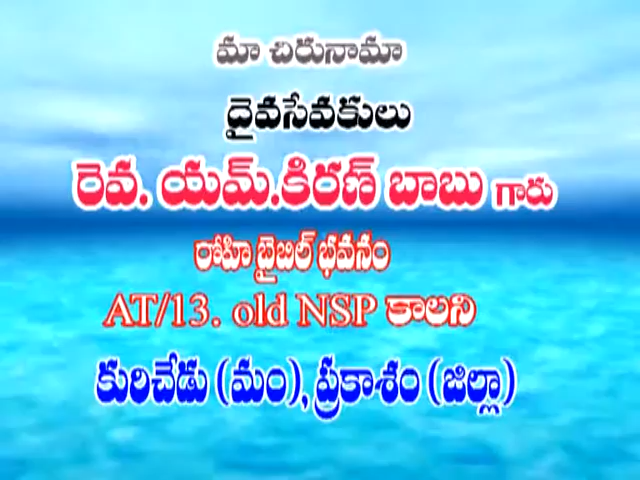 మా చిరునామా
దైవసేవకులు
రెవ. యమ్.కిరణ్ బాబు గారు
రోహి బైబిల్ భవనం
AT/13. old NSP కాలని
కురిచేడు (మం), ప్రకాశం (జిల్లా)